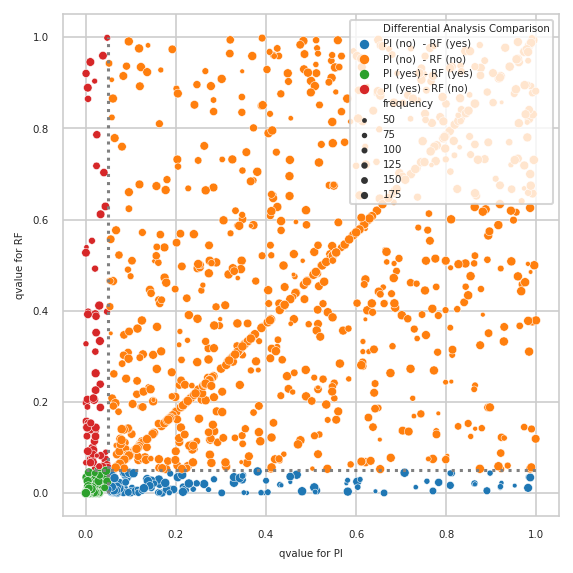 Differential Analysis Comparison
PI (no) - RF (yes)
PI (no) - RF (no)
PI (yes) - RF (yes)
PI (yes) - RF (no)
frequency
50
75
100
125
150
175
1.0
0.8
0.6
0.4
0.2
0.0
qvalue for RF
0.0 0.2 0.4 0.6 0.8 1.0
qvalue for PI